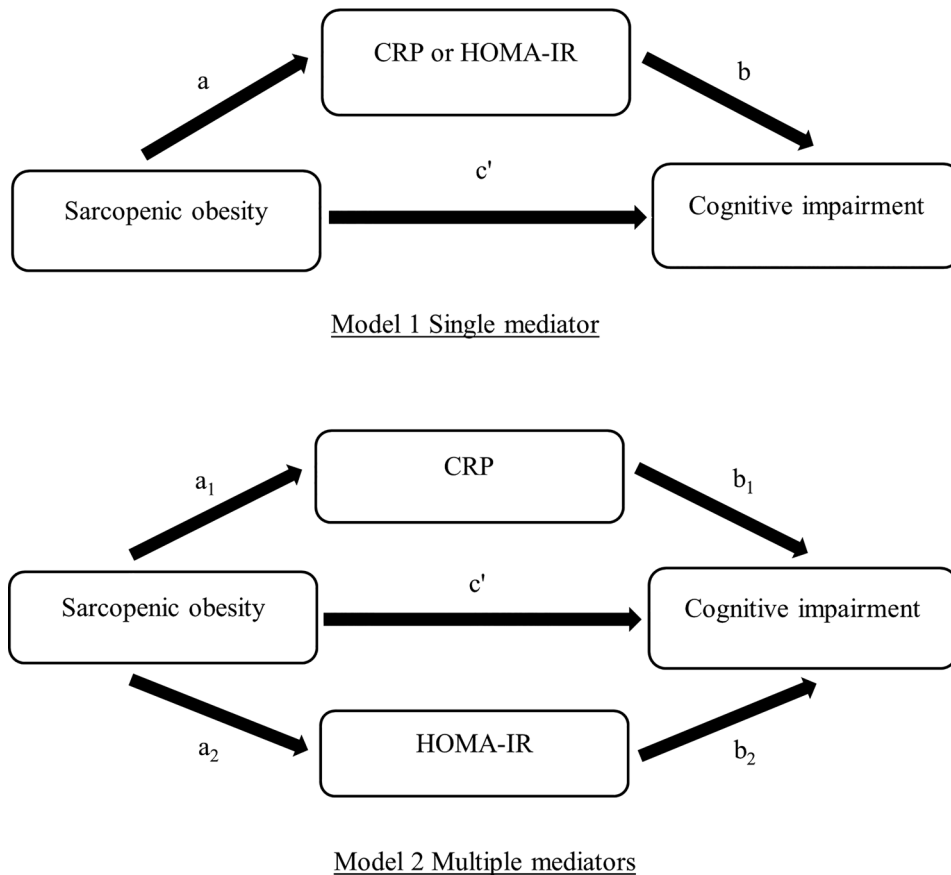 CRP or HOMA-IR
a
b
c'
Sarcopenic obesity
Cognitive impairment
Model 1 Single mediator
CRP
a₁
b₁
c'
Sarcopenic obesity
Cognitive impairment
HOMA-IR
a₂
b₂
Model 2 Multiple mediators